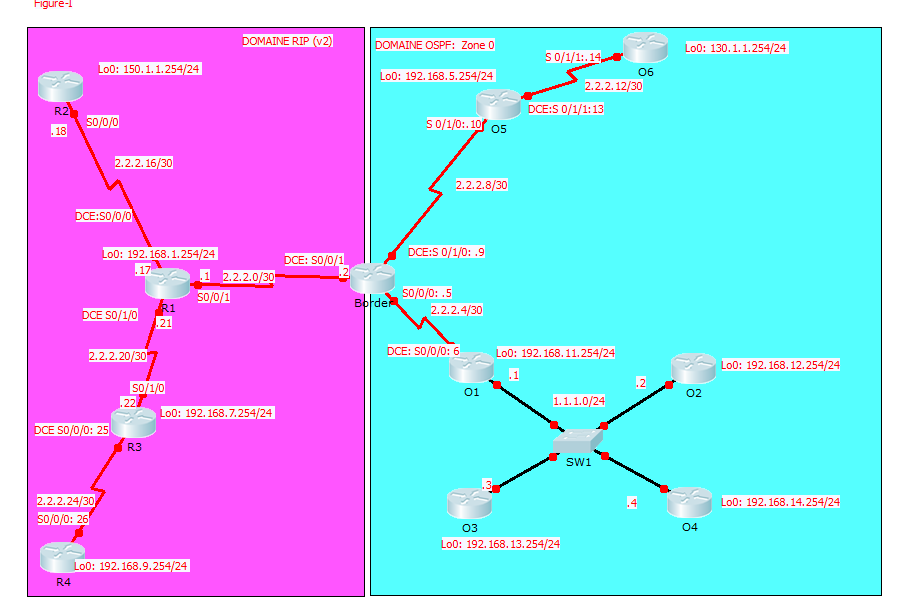 Figure-1
DOMAINE RIP (v2)
Lo0: 150.1.1.254/24
R2
S0/0/0
.18
2.2.2.16/30
DCE:S0/0/0
Lo0: 192.168.1.254/24
.17
.1
R1
S0/0/1
2.2.2.0/30
DCE: S0/0/1
.2
Border
DCE S0/1/0
.21
2.2.2.20/30
S0/1/0
.22
Lo0: 192.168.7.254/24
DCE S0/0/0: 25
R3
2.2.2.24/30
S0/0/0: 26
Lo0: 192.168.9.254/24
R4
DOMAINE OSPF: Zone 0
S 0/1/1:.14
Lo0: 130.1.1.254/24
O6
Lo0: 192.168.5.254/24
2.2.2.12/30
DCE:S 0/1/1:13
S 0/1/0:.10
O5
2.2.2.8/30
DCE:S 0/1/0: .9
S0/0/0: .5
2.2.2.4/30
DCE: S0/0/0: 6
Lo0: 192.168.11.254/24
O1
.1
Lo0: 192.168.12.254/24
.2
O2
1.1.1.0/24
SW1
.3
O3
Lo0: 192.168.13.254/24
.4
O4
Lo0: 192.168.14.254/24